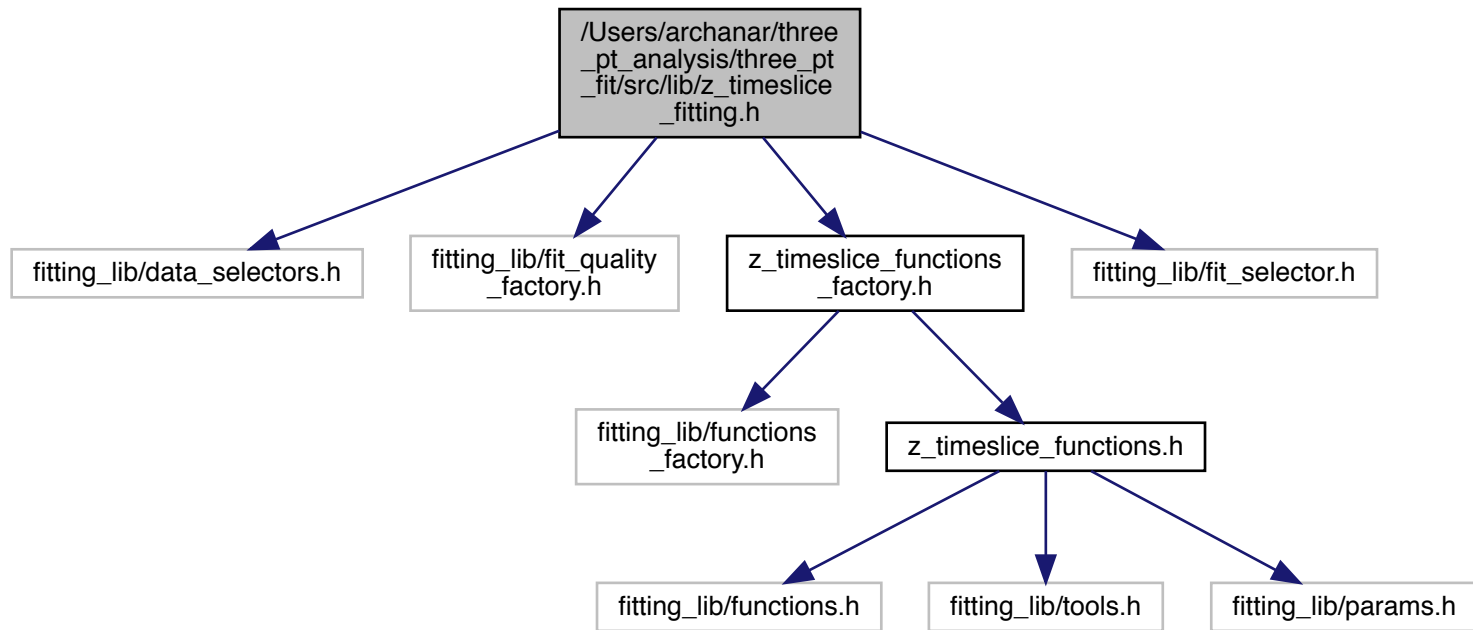 /Users/archanar/three
_pt_analysis/three_pt
_fit/src/lib/z_timeslice
_fitting.h
fitting_lib/data_selectors.h
fitting_lib/fit_quality
_factory.h
z_timeslice_functions
_factory.h
fitting_lib/fit_selector.h
fitting_lib/functions
_factory.h
z_timeslice_functions.h
fitting_lib/functions.h
fitting_lib/tools.h
fitting_lib/params.h